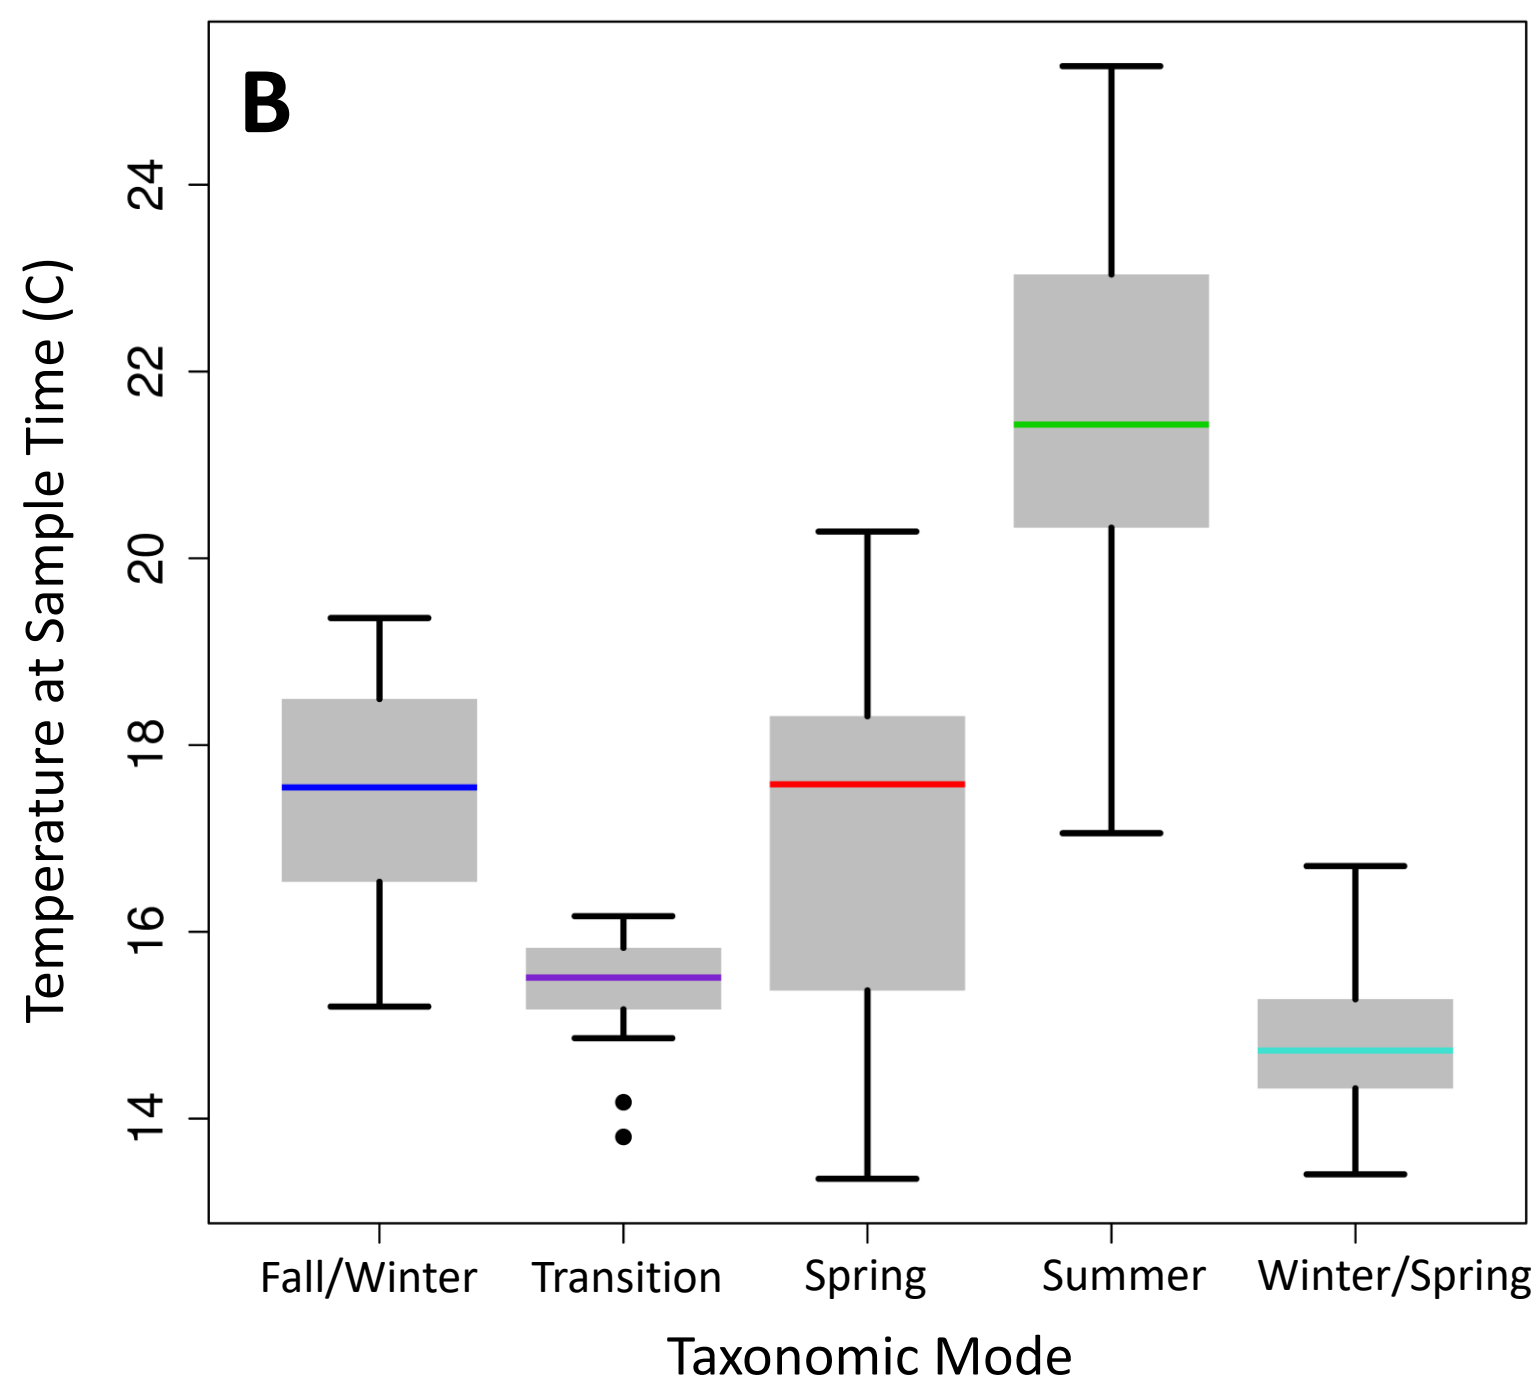 B
Temperature at Sample Time (C)
24
22
20
18
16
14
Fall/Winter Transition Spring Summer Winter/Spring
Taxonomic Mode